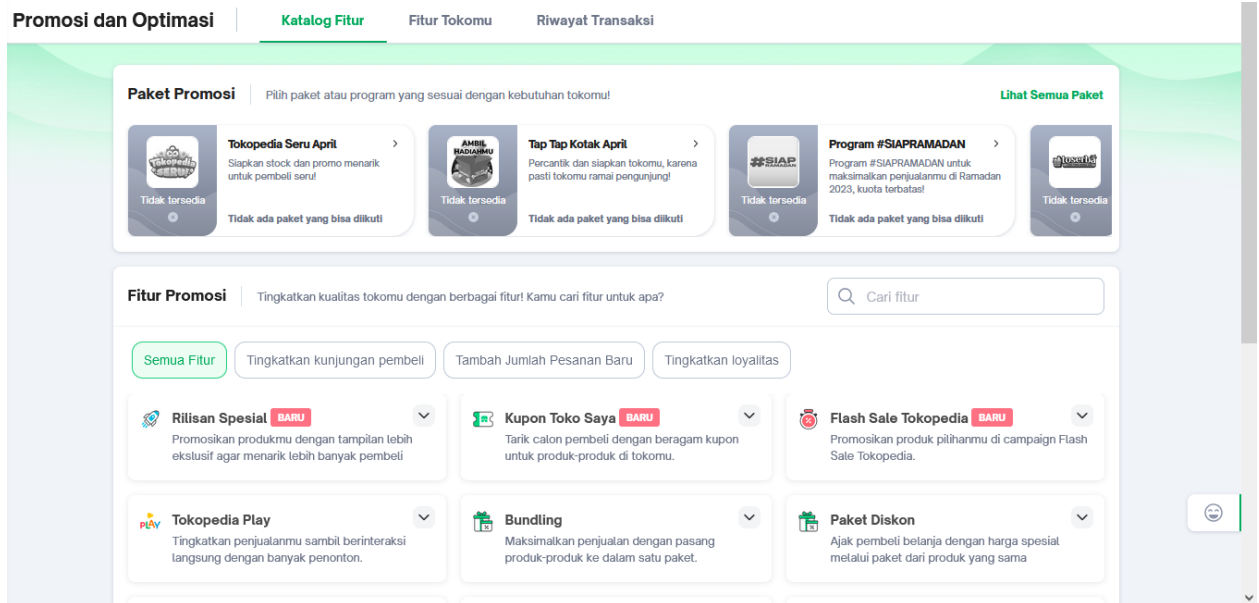 Promosi dan Optimasi
Katalog Fitur
Fitur Tokomu
Riwayat Transaksi
Paket Promosi
Pilih paket atau program yang sesuai dengan kebutuhan tokomu!
Lihat Semua Paket
Tokopedia SERU!
Tidak tersedia
Tokopedia Seru April
Siapkan stock dan promo menarik
untuk pembeli seru!
Tidak ada paket yang bisa diikuti
AMBIL
HADIAHMU
Tidak tersedia
Tap Tap Kotak April
Percantik dan siapkan tokomu, karena
pasti tokomu ramai pengunjung!
Tidak ada paket yang bisa diikuti
#SIAP
RAMADAN
Tidak tersedia
Program #SIAPRAMADAN
Program #SIAPRAMADAN untuk
maksimalkan penjualanmu di Ramadan
2023, kuota terbatas!
Tidak ada paket yang bisa diikuti
Tidak tersedia
Fitur Promosi
Tingkatkan kualitas tokomu dengan berbagai fitur! Kamu cari fitur untuk apa?
Cari fitur
Semua Fitur
Tingkatkan kunjungan pembeli
Tambah Jumlah Pesanan Baru
Tingkatkan loyalitas
Rilisan Spesial BARU
Promosikan produkmu dengan tampilan lebih
ekslusif agar menarik lebih banyak pembeli
Kupon Toko Saya BARU
Tarik calon pembeli dengan beragam kupon
untuk produk-produk di tokomu.
Flash Sale Tokopedia BARU
Promosikan produk pilihanmu di campaign Flash
Sale Tokopedia.
PLAY
Tokopedia Play
Tingkatkan penjualanmu sambil berinteraksi
langsung dengan banyak penonton.
Bundling
Maksimalkan penjualan dengan pasang
produk-produk ke dalam satu paket.
Paket Diskon
Ajak pembeli belanja dengan harga spesial
melalui paket dari produk yang sama